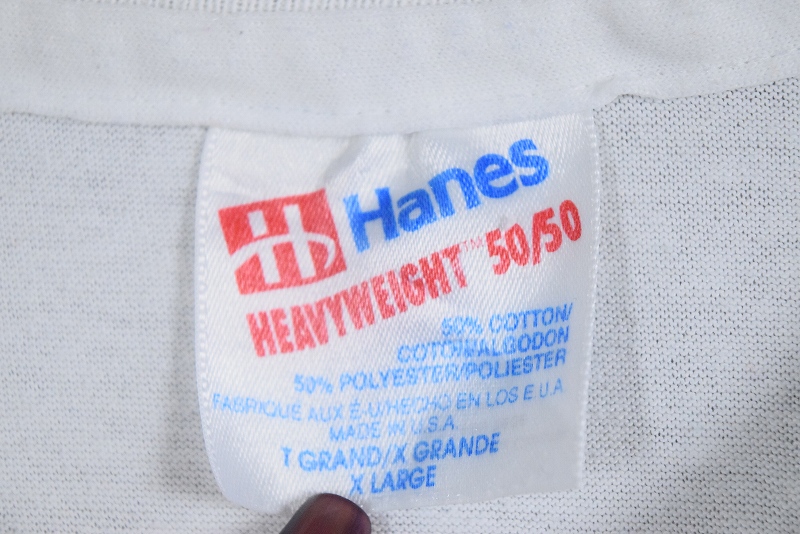 H Hanes
HEAVYWEIGHT™ 50/50
50% COTTON/
COTON/ALGODON
50% POLYESTER/POLIESTER
FABRIQUE AUX É-U/HECHO EN LOS E.U.A.
MADE IN U.S.A.
T GRAND/X GRANDE
X LARGE